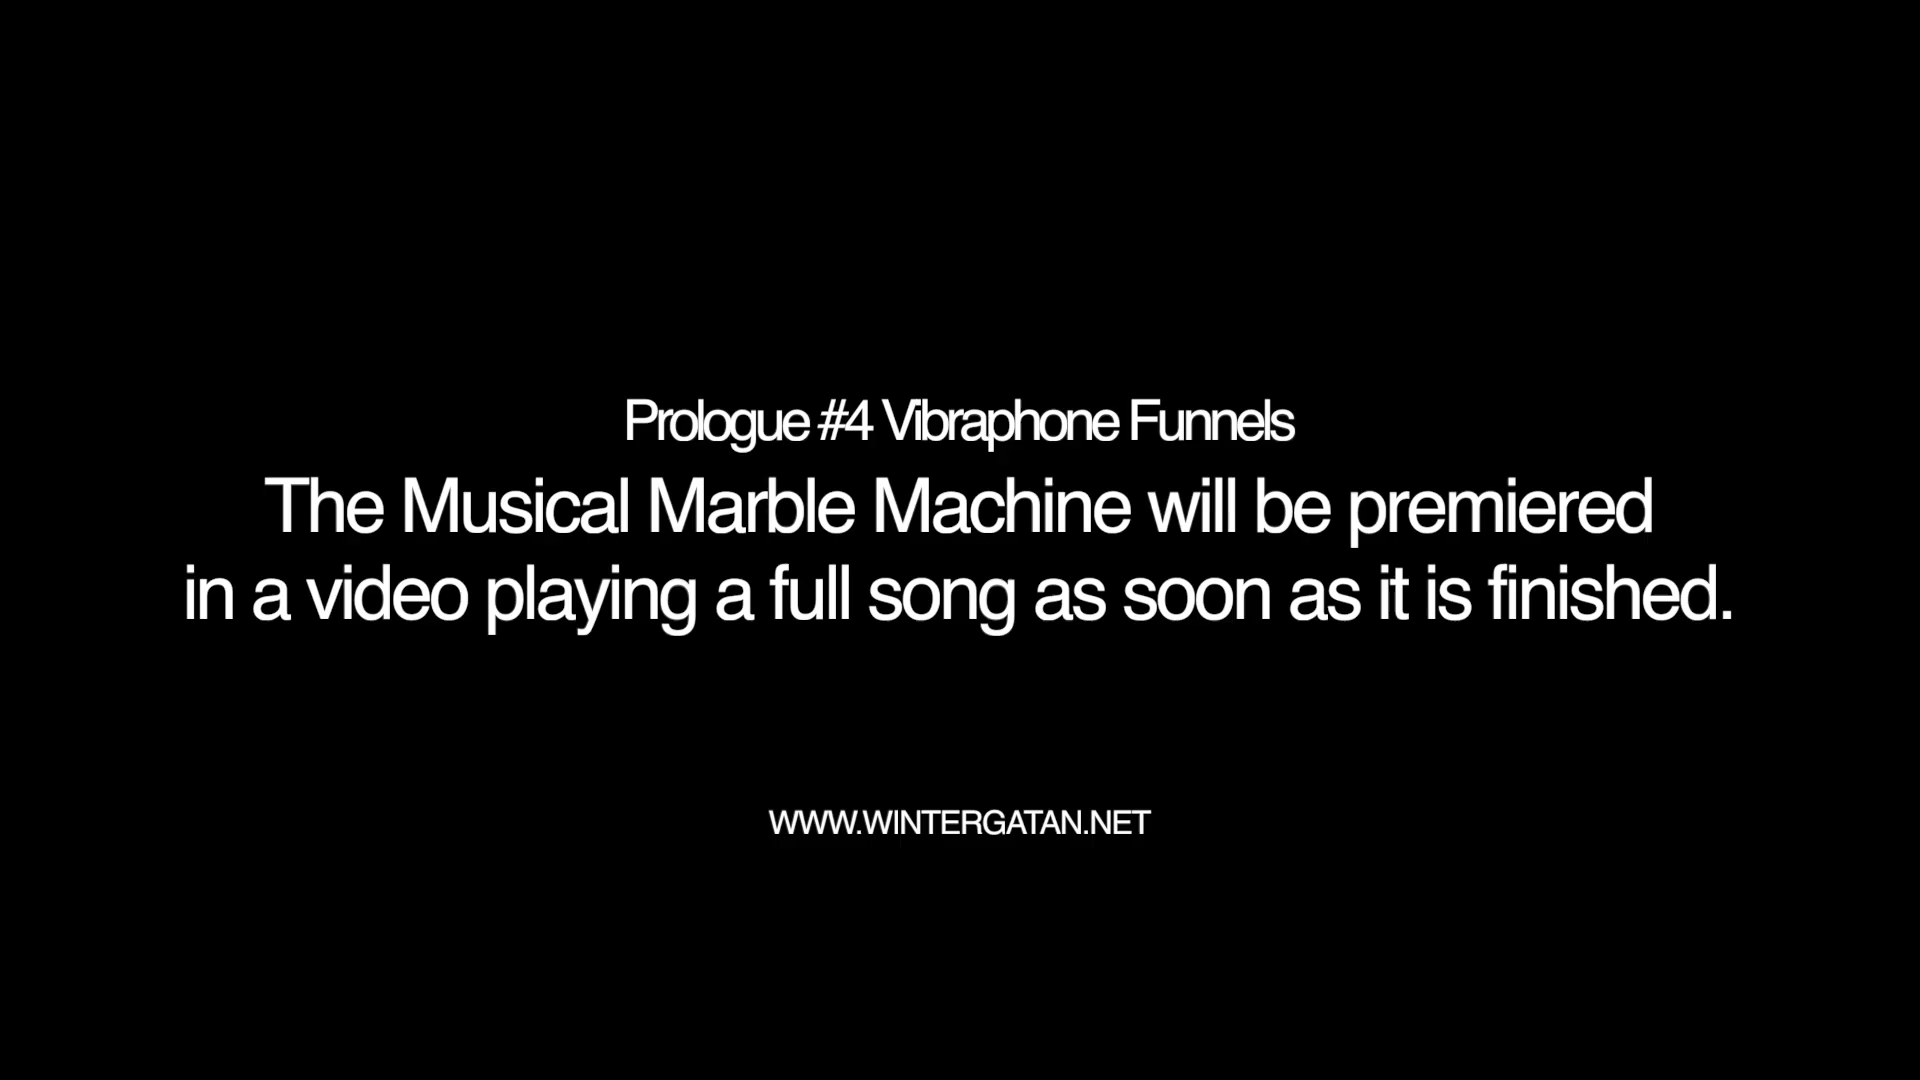 Prologue #4 Vibraphone Funnels
The Musical Marble Machine will be premiered
in a video playing a full song as soon as it is finished.
WWW.WINTERGATAN.NET